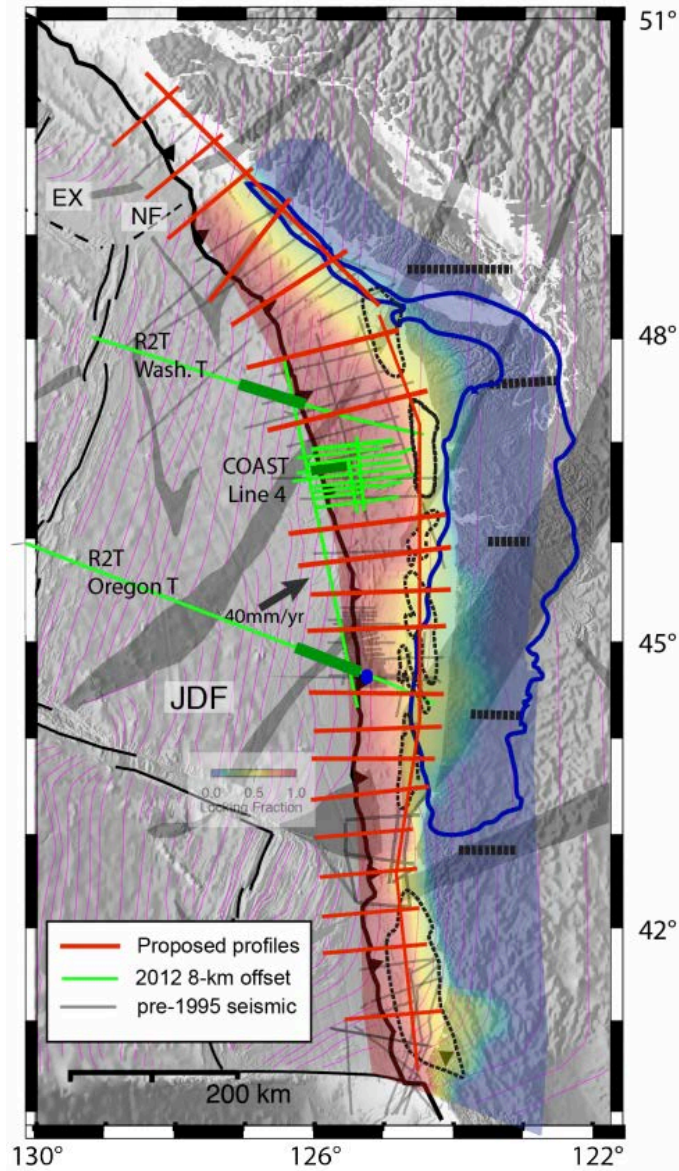 51°
EX
NF
48°
R2T
Wash. T
COAST
Line 4
R2T
Oregon T
40mm/yr
45°
JDF
0.0 0.5 1.0
Locking Fraction
42°
Proposed profiles
2012 8-km offset
pre-1995 seismic
200 km
130° 126° 122°